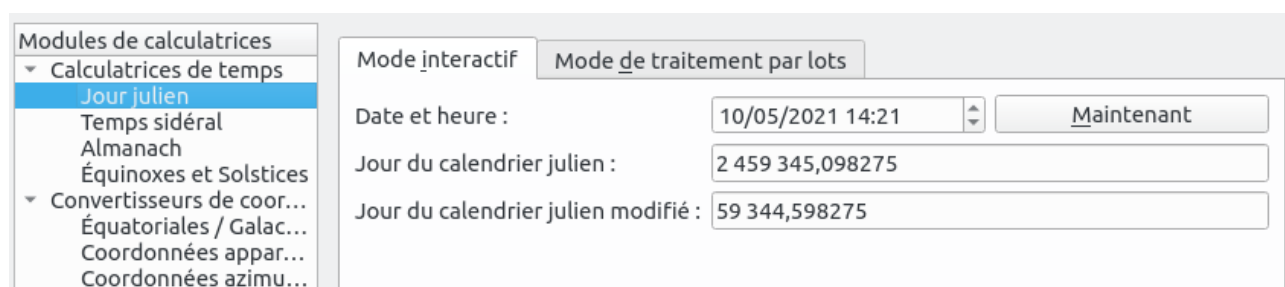 Modules de calculatrices
Calculatrices de temps
Jour julien
Temps sidéral
Almanach
Équinoxes et Solstices
Convertisseurs de coor...
Équatoriales / Galac...
Coordonnées appar...
Coordonnées azimu...
Mode interactif
Mode de traitement par lots
Date et heure :
10/05/2021 14:21
Maintenant
Jour du calendrier julien :
2 459 345,098275
Jour du calendrier julien modifié :
59 344,598275